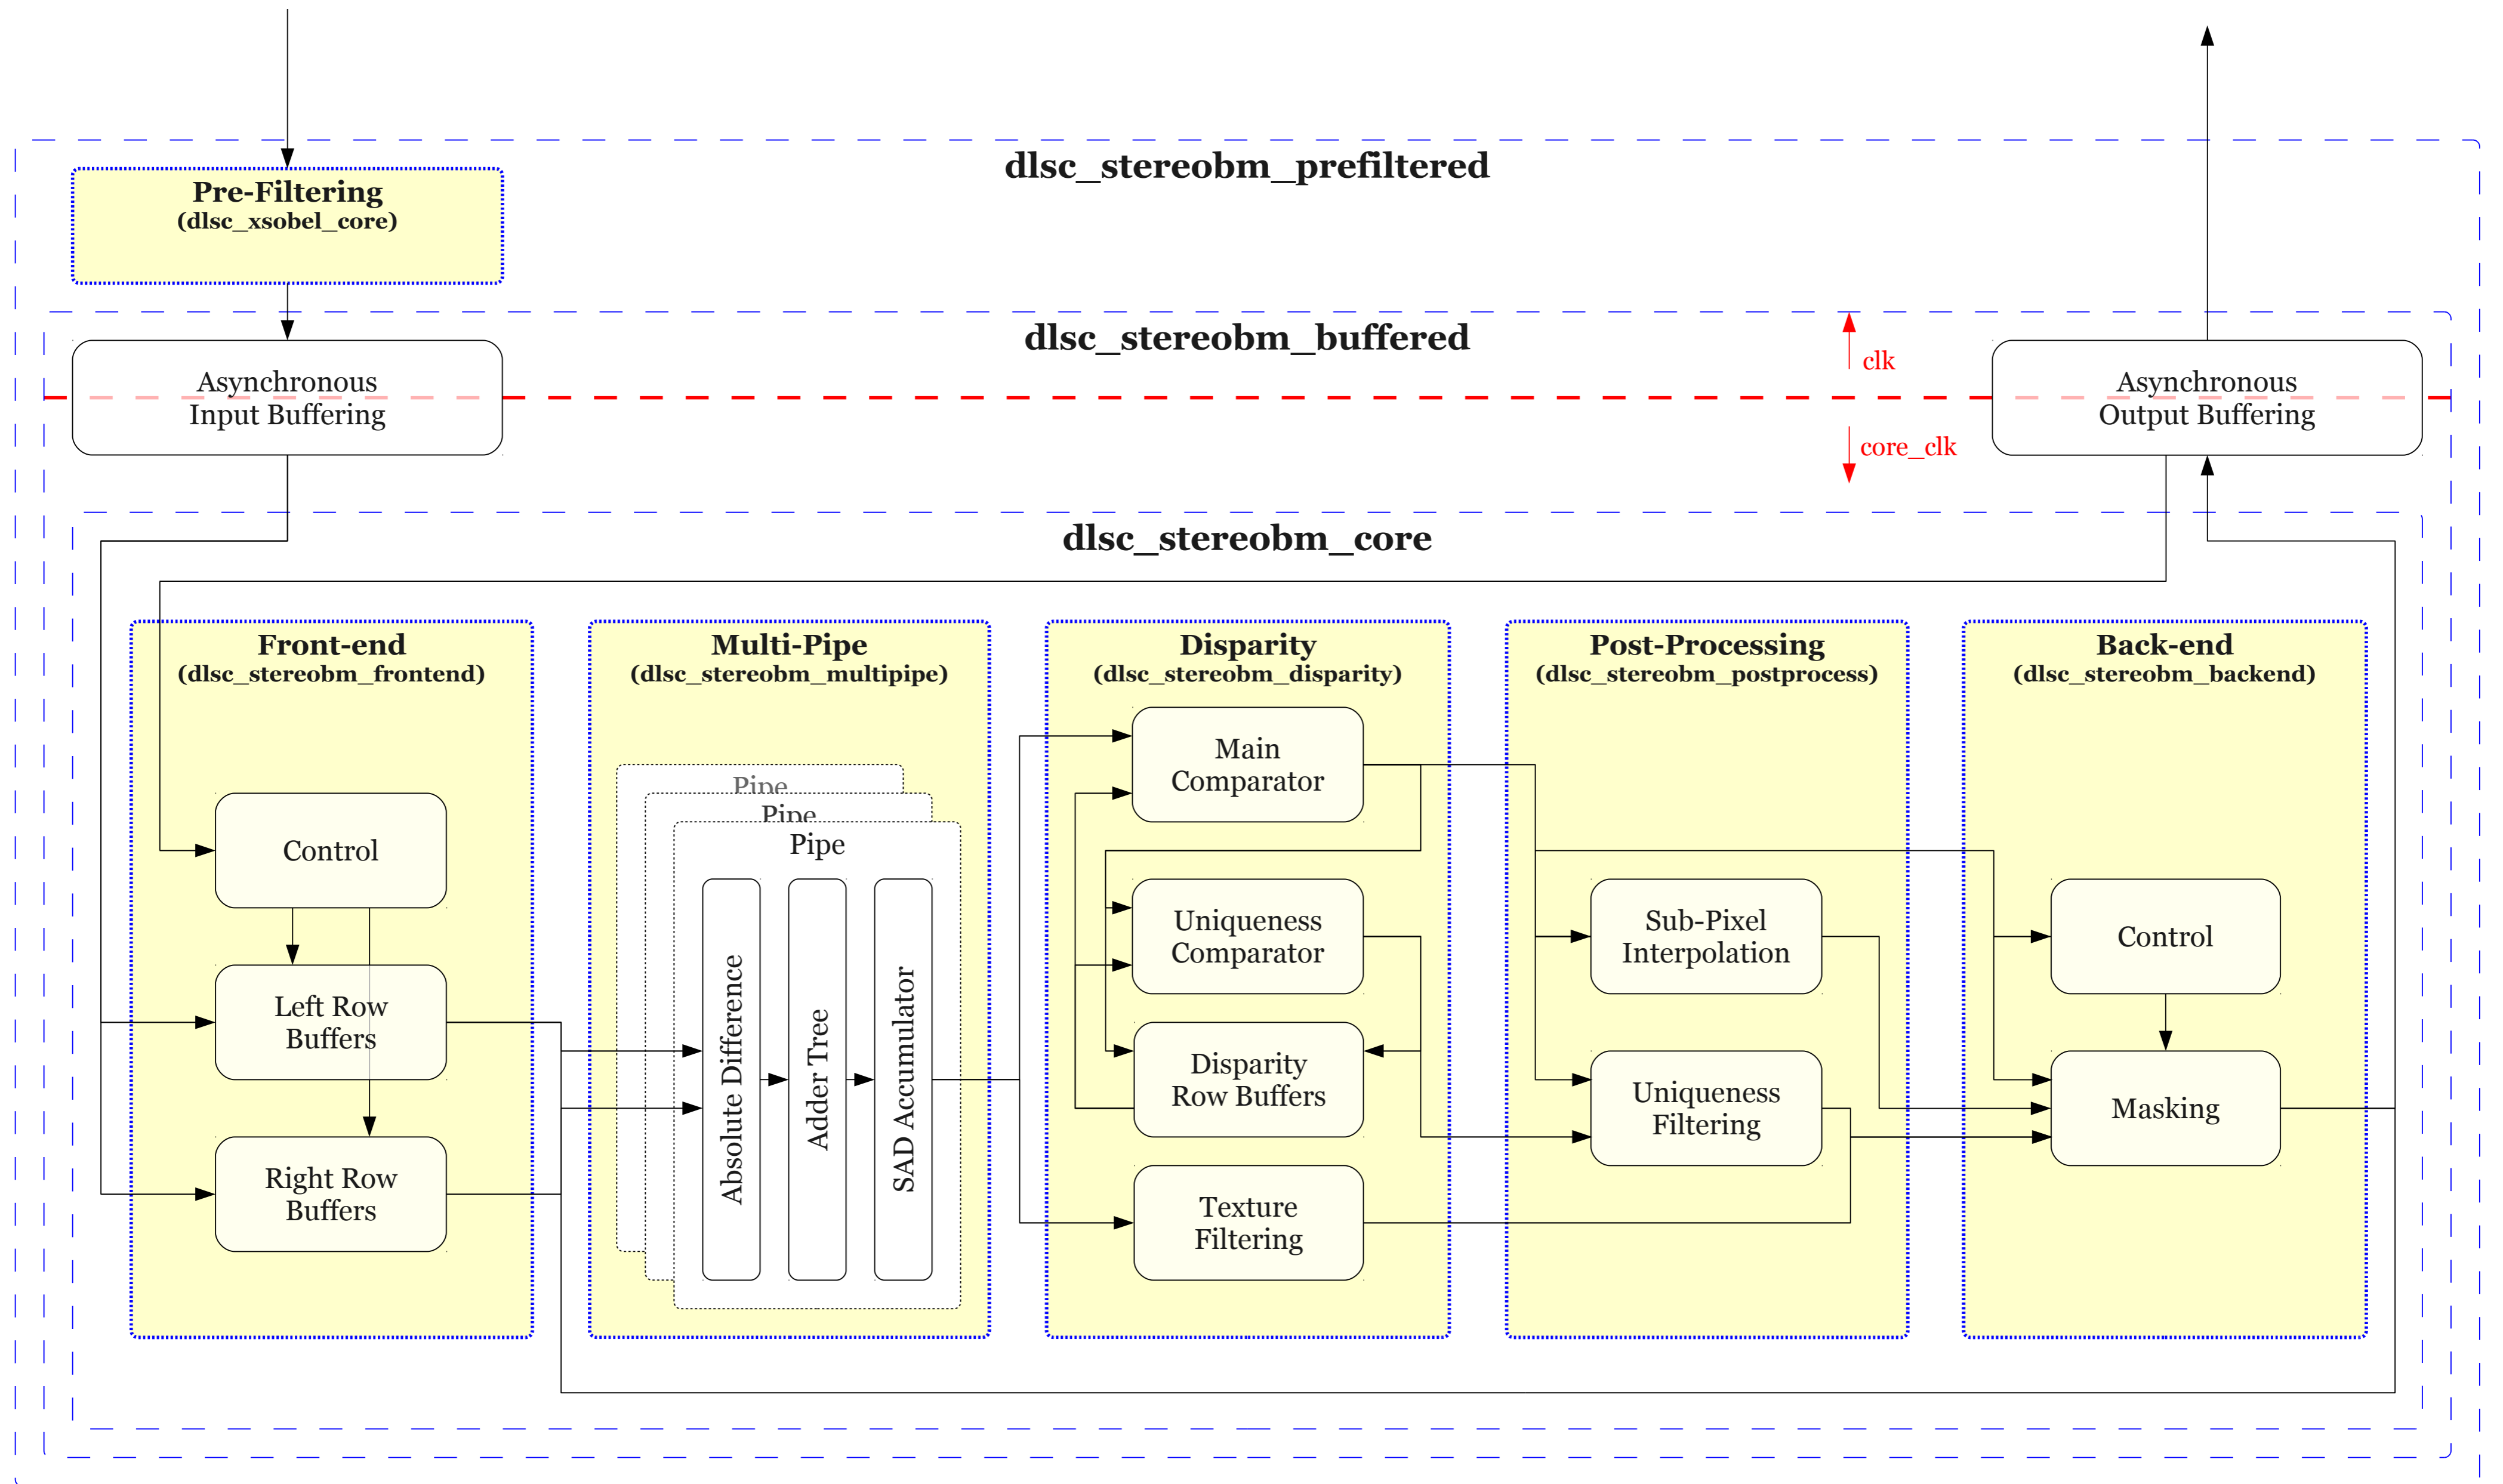 dlsc_stereobm_prefiltered
Pre-Filtering
(dlsc_xsobel_core)
dlsc_stereobm_buffered
clk
Asynchronous
Input Buffering
Asynchronous
Output Buffering
core_clk
dlsc_stereobm_core
Front-end
(dlsc_stereobm_frontend)
Control
Left Row
Buffers
Right Row
Buffers
Multi-Pipe
(dlsc_stereobm_multipipe)
Pipe
Pipe
Pipe
Absolute Difference
Adder Tree
SAD Accumulator
Disparity
(dlsc_stereobm_disparity)
Main
Comparator
Uniqueness
Comparator
Disparity
Row Buffers
Texture
Filtering
Post-Processing
(dlsc_stereobm_postprocess)
Sub-Pixel
Interpolation
Uniqueness
Filtering
Back-end
(dlsc_stereobm_backend)
Control
Masking